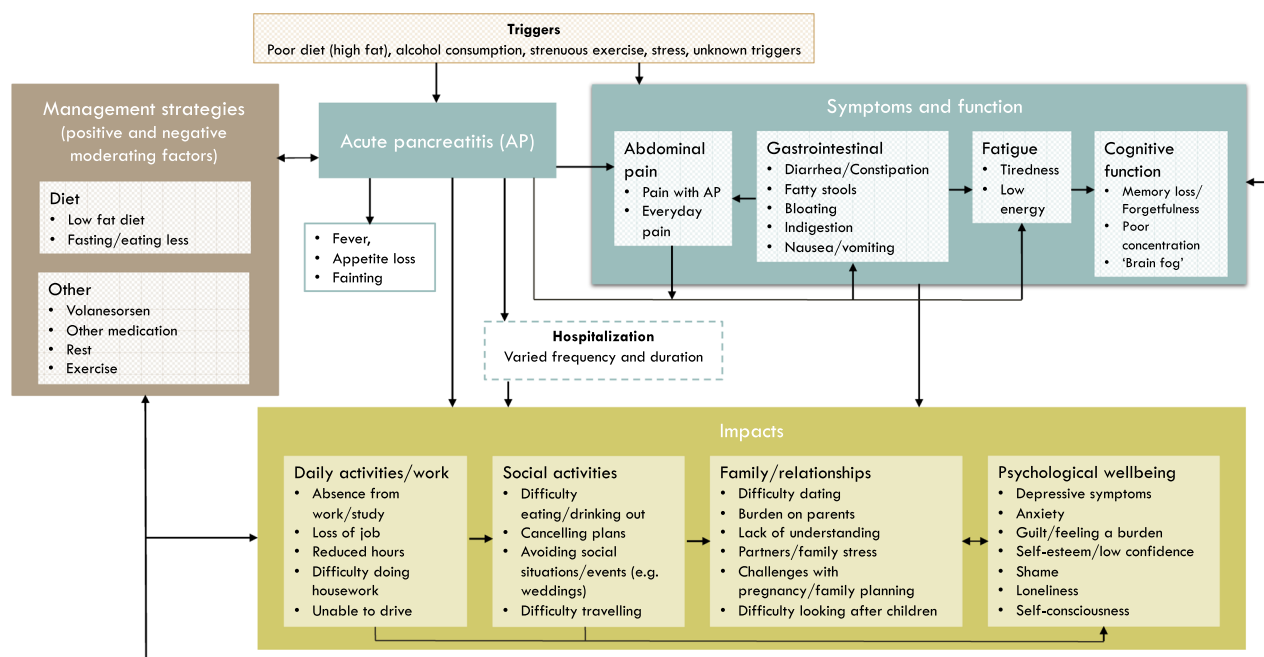 Triggers
Poor diet (high fat), alcohol consumption, strenuous exercise, stress, unknown triggers
Management strategies
(positive and negative
moderating factors)
Diet
• Low fat diet
• Fasting/eating less
Other
• Volanesorsen
• Other medication
• Rest
• Exercise
Acute pancreatitis (AP)
• Fever,
• Appetite loss
• Fainting
Symptoms and function
Abdominal
pain
• Pain with AP
• Everyday
pain
Gastrointestinal
• Diarrhea/Constipation
• Fatty stools
• Bloating
• Indigestion
• Nausea/vomiting
Fatigue
• Tiredness
• Low
energy
Cognitive
function
• Memory loss/
Forgetfulness
• Poor
concentration
• ‘Brain fog’
Hospitalization
Varied frequency and duration
Impacts
Daily activities/work
• Absence from
work/study
• Loss of job
• Reduced hours
• Difficulty doing
housework
• Unable to drive
Social activities
• Difficulty
eating/drinking out
• Cancelling plans
• Avoiding social
situations/events (e.g.
weddings)
• Difficulty travelling
Family/relationships
• Difficulty dating
• Burden on parents
• Lack of understanding
• Partners/family stress
• Challenges with
pregnancy/family planning
• Difficulty looking after children
Psychological wellbeing
• Depressive symptoms
• Anxiety
• Guilt/feeling a burden
• Self-esteem/low confidence
• Shame
• Loneliness
• Self-consciousness